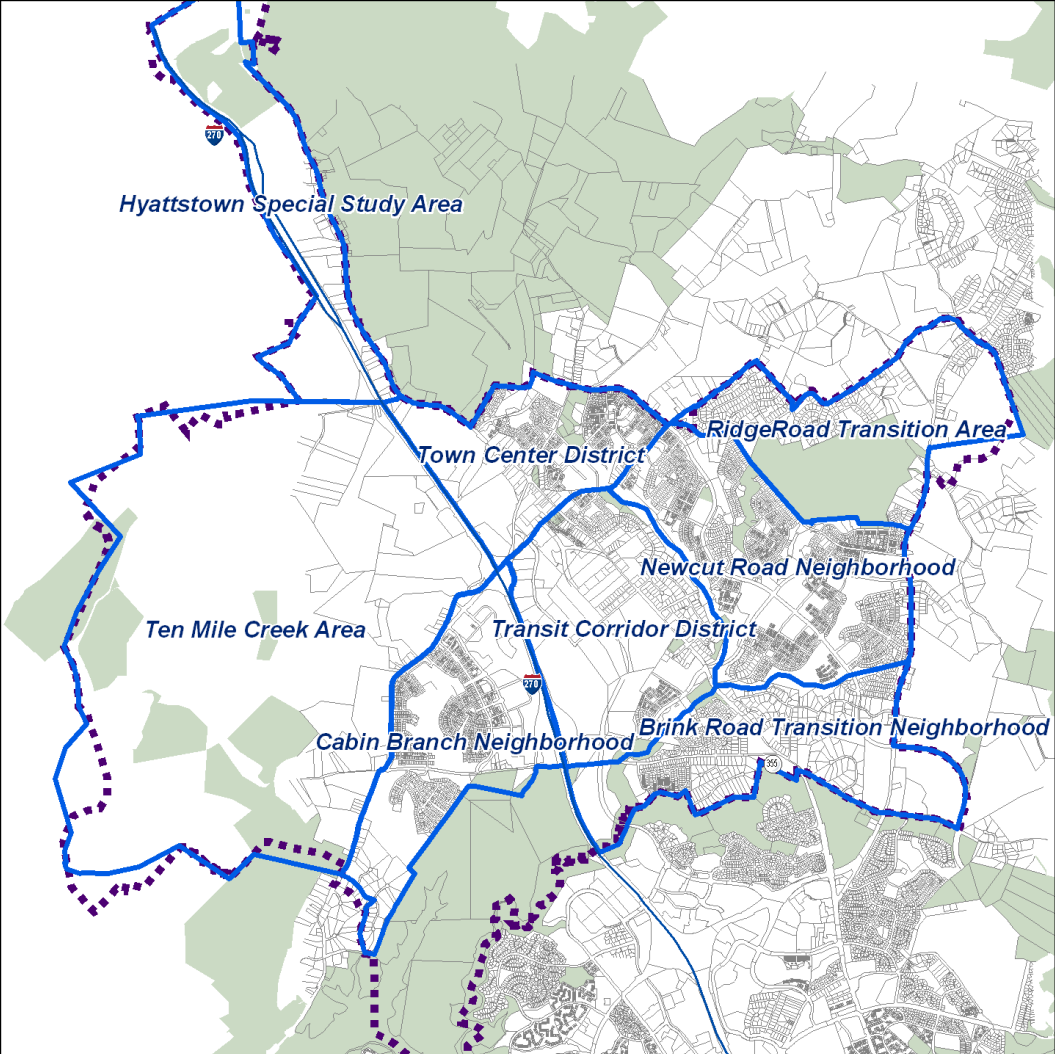 270
Hyattstown Special Study Area
RidgeRoad Transition Area
Town Center District
Newcut Road Neighborhood
Ten Mile Creek Area
Transit Corridor District
270
Brink Road Transition Neighborhood
Cabin Branch Neighborhood
355